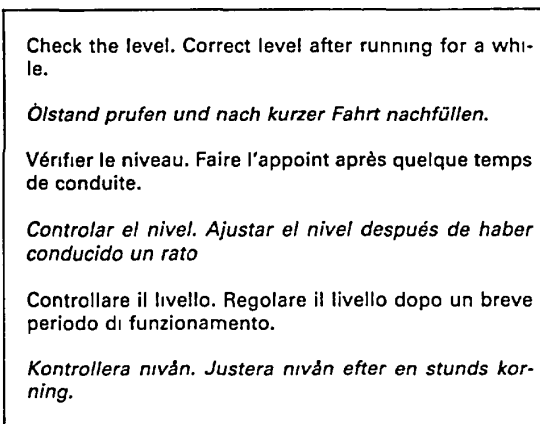 Check the level. Correct level after running for a whi-
le.
Ölstand prufen und nach kurzer Fahrt nachfüllen.
Vérifier le niveau. Faire l'appoint après quelque temps
de conduite.
Controlar el nivel. Ajustar el nivel después de haber
conducido un rato
Controllare il livello. Regolare il livello dopo un breve
periodo di funzionamento.
Kontrollera nivån. Justera nivån efter en stunds kor-
ning.